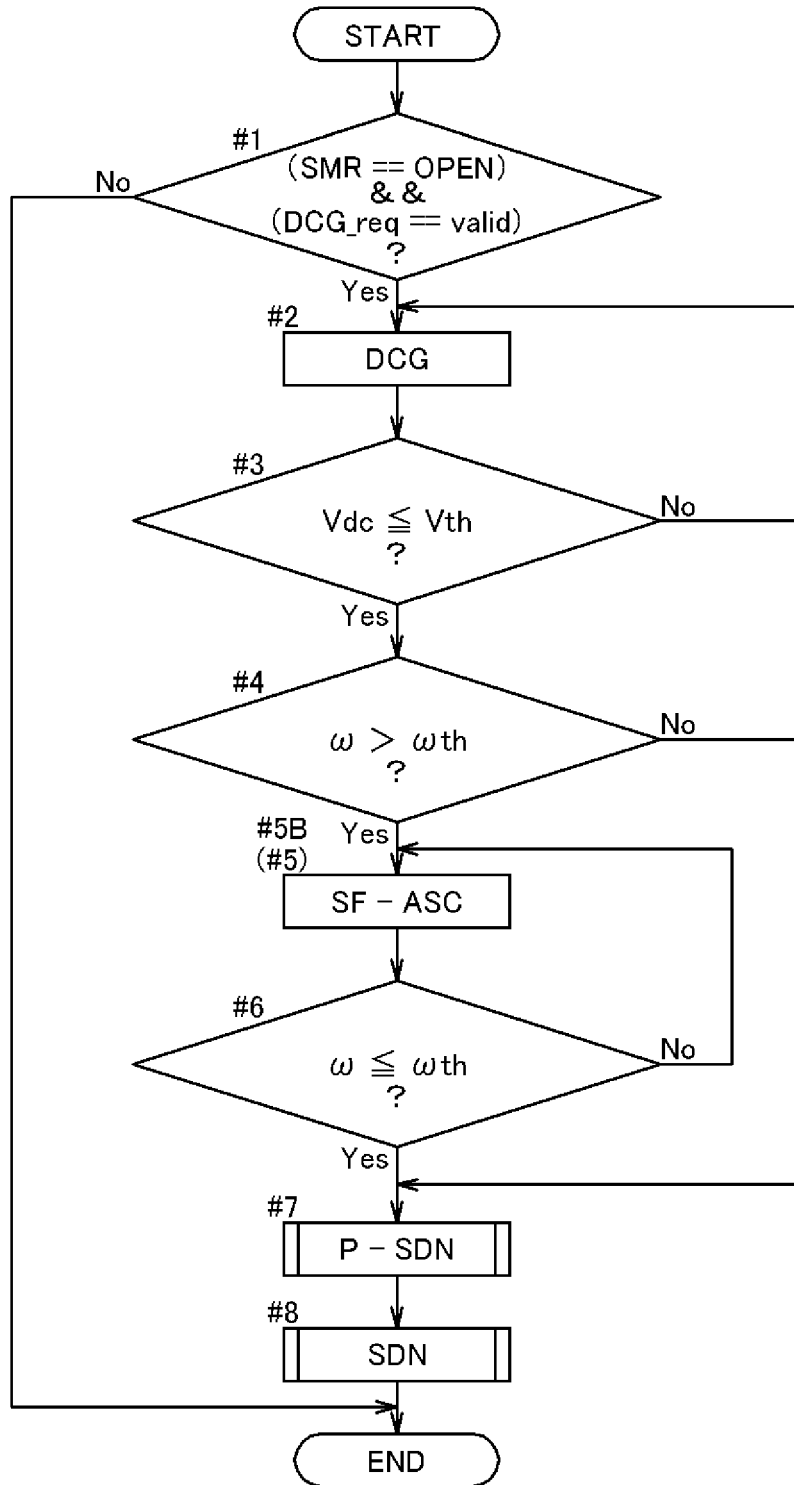 START
#1
(SMR == OPEN)
& &
(DCG_req == valid)
?
No
Yes
#2
DCG
#3
Vdc ≦ Vth
?
No
Yes
#4
ω > ωth
?
No
Yes
#5B
(#5)
SF - ASC
#6
ω ≦ ωth
?
No
Yes
#7
P - SDN
#8
SDN
END